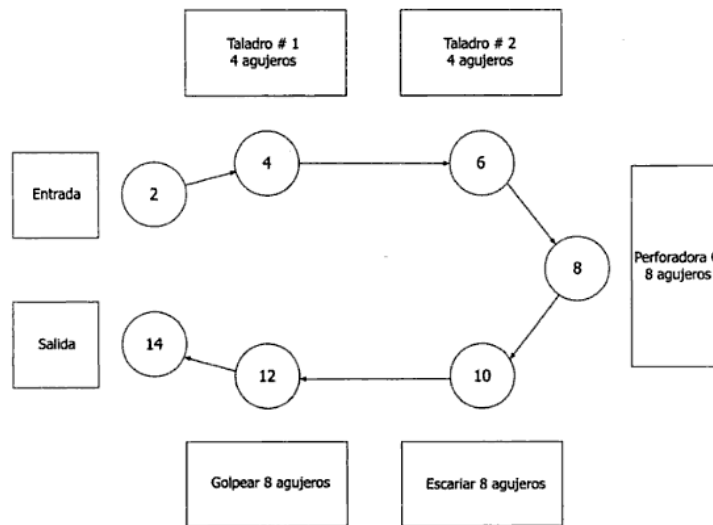 Taladro # 1
4 agujeros
Taladro # 2
4 agujeros
Entrada
2
4
6
8
Perforadora
8 agujeros
Salida
14
12
10
Golpear 8 agujeros
Escariar 8 agujeros